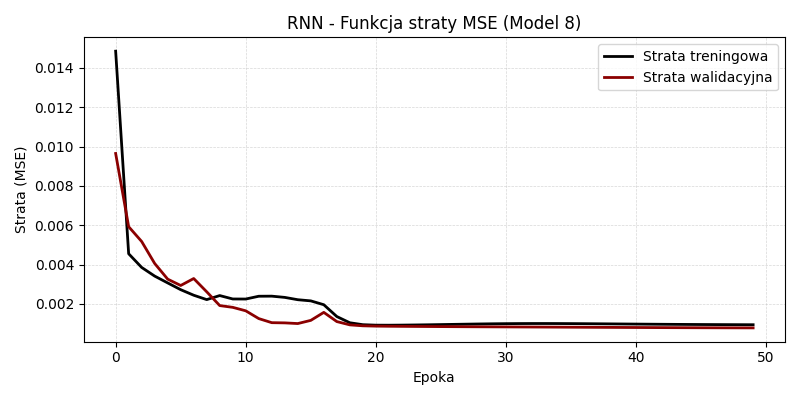 RNN - Funkcja straty MSE (Model 8)
Strata treningowa
Strata walidacyjna
Strata (MSE)
0.014
0.012
0.010
0.008
0.006
0.004
0.002
0 10 20 30 40 50
Epoka